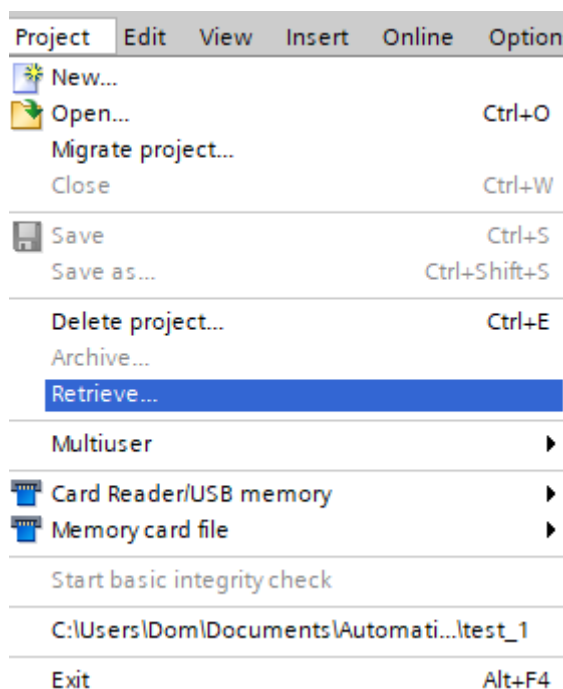 Project Edit View Insert Online Option
New...
Open... Ctrl+O
Migrate project...
Close Ctrl+W
Save Ctrl+S
Save as... Ctrl+Shift+S
Delete project... Ctrl+E
Archive...
Retrieve...
Multiuser
Card Reader/USB memory
Memory card file
Start basic integrity check
C:\Users\Dom\Documents\Automati...\test_1
Exit Alt+F4